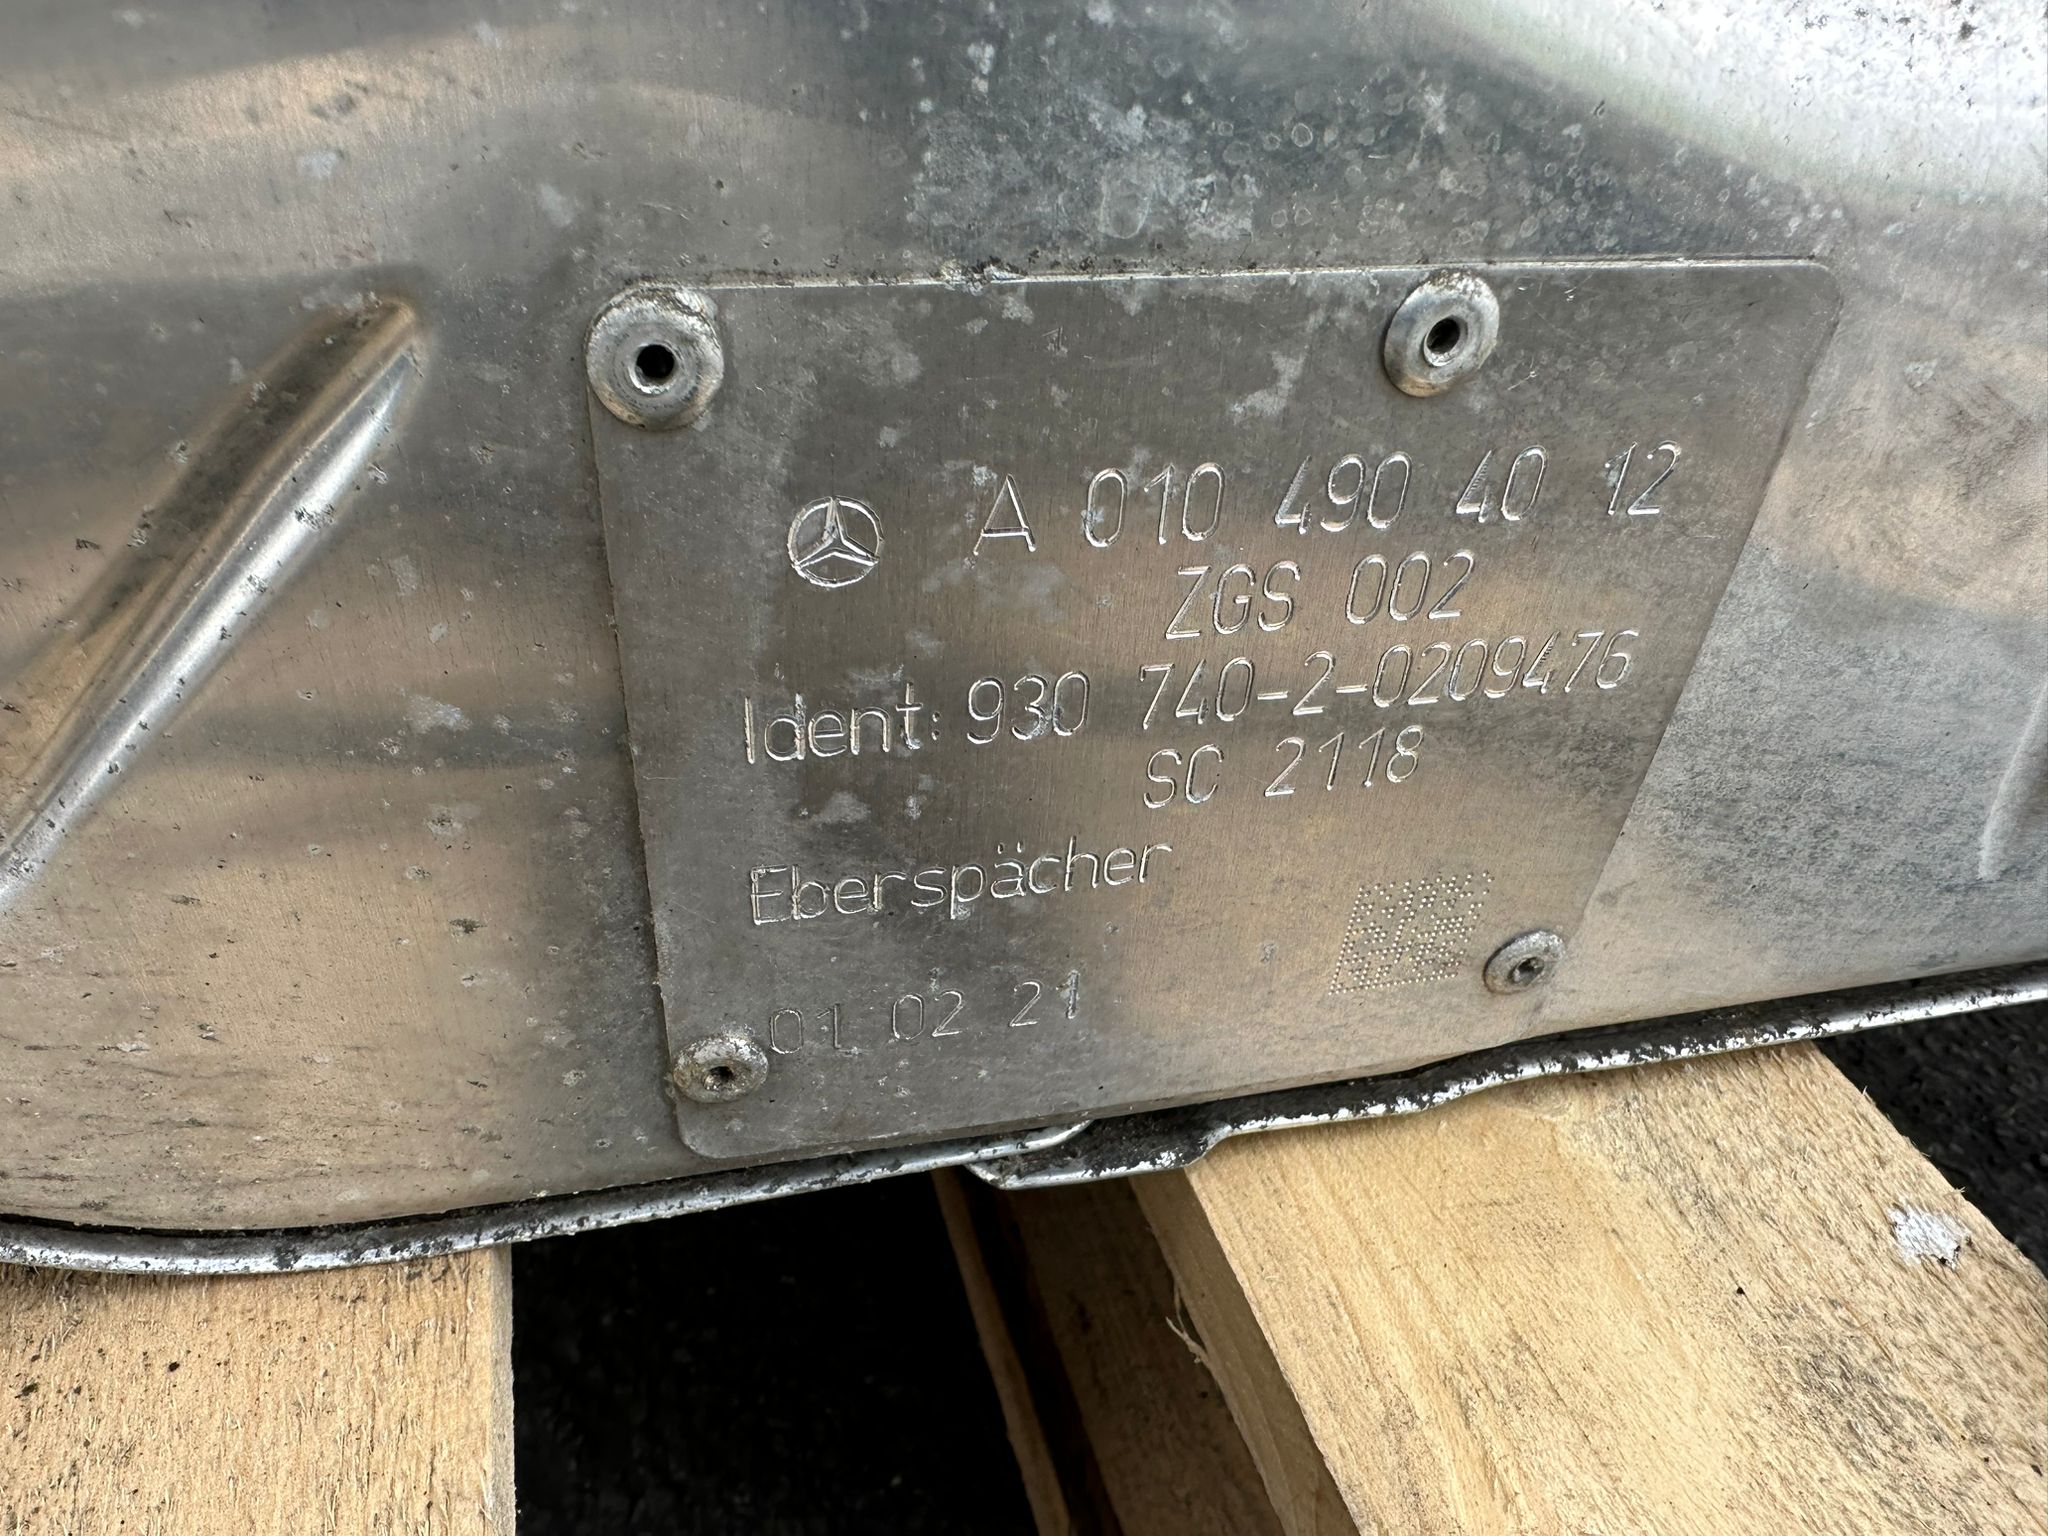 A 010 490 40 12
ZGS 002
Ident: 930 740-2-0209476
SC 2118
Eberspächer
01 02 21